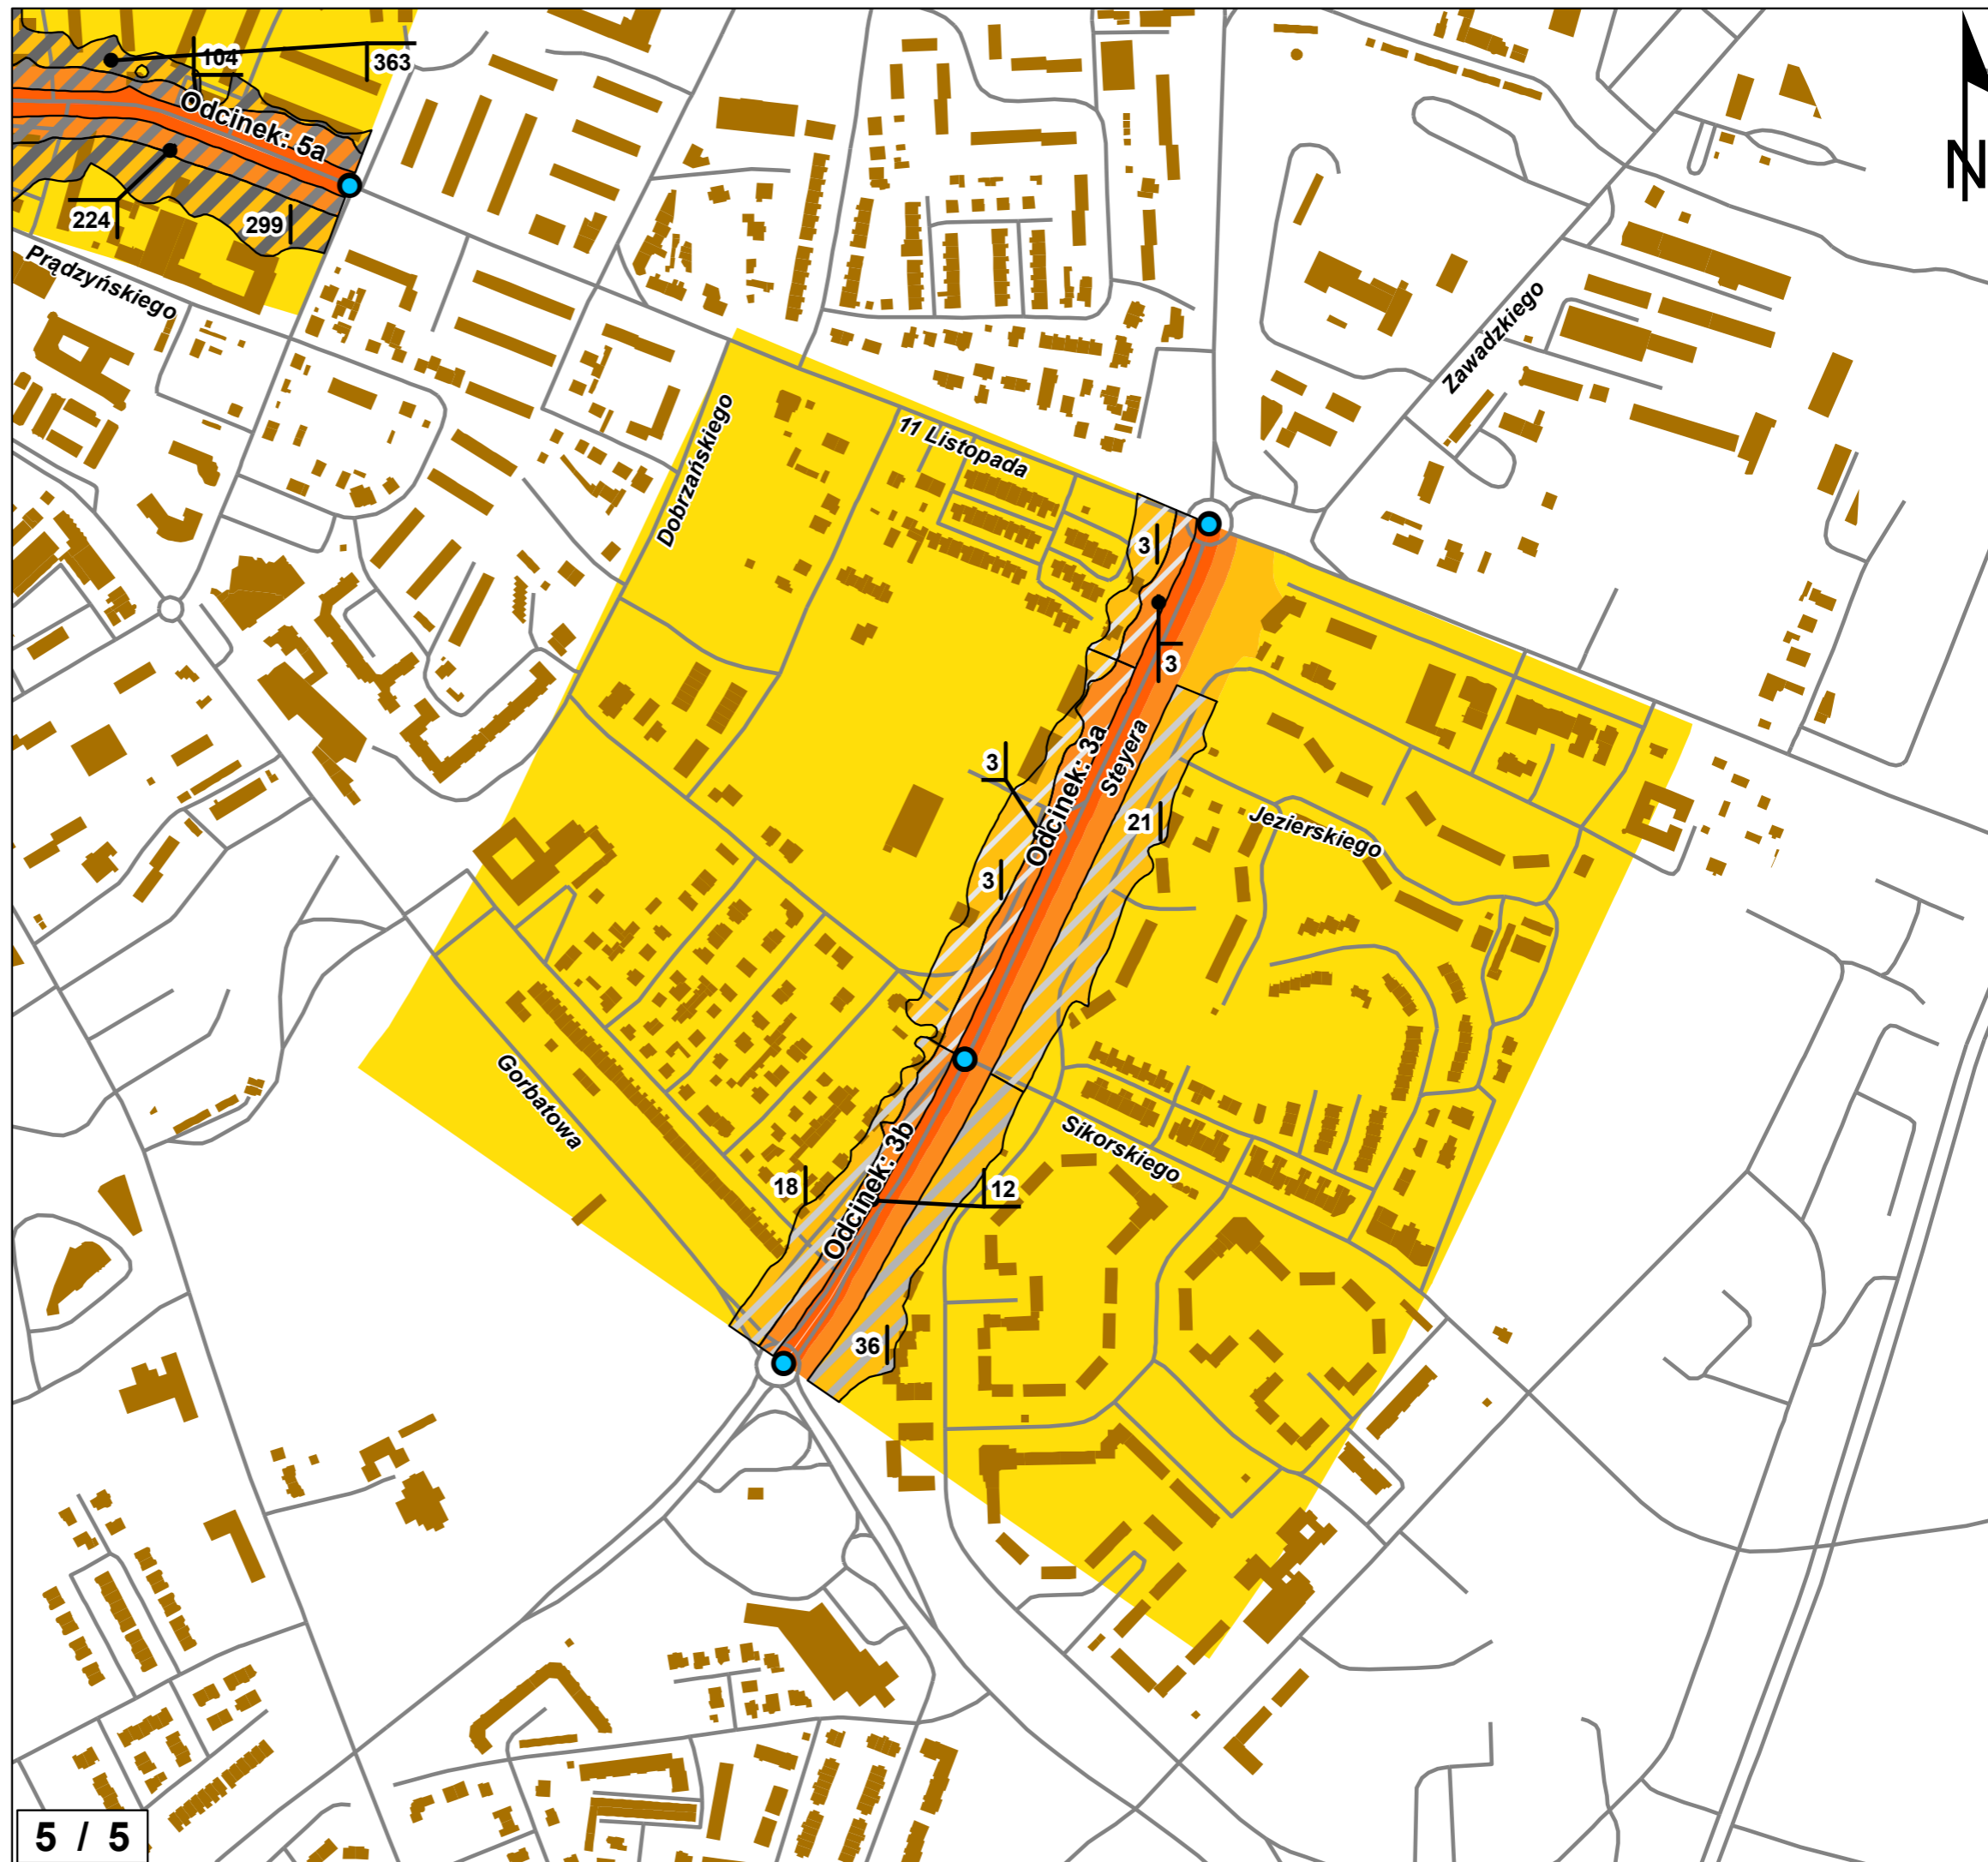 104
363
Odcinek: 5a
N
224
299
Prądzyńskiego
Zawadzkiego
Dobrzańskiego
11 Listopada
3
3
Odcinek: 3a
Steyera
3
21
Jezierskiego
3
Gorbatowa
Sikorskiego
18
Odcinek: 3b
12
36
5 / 5